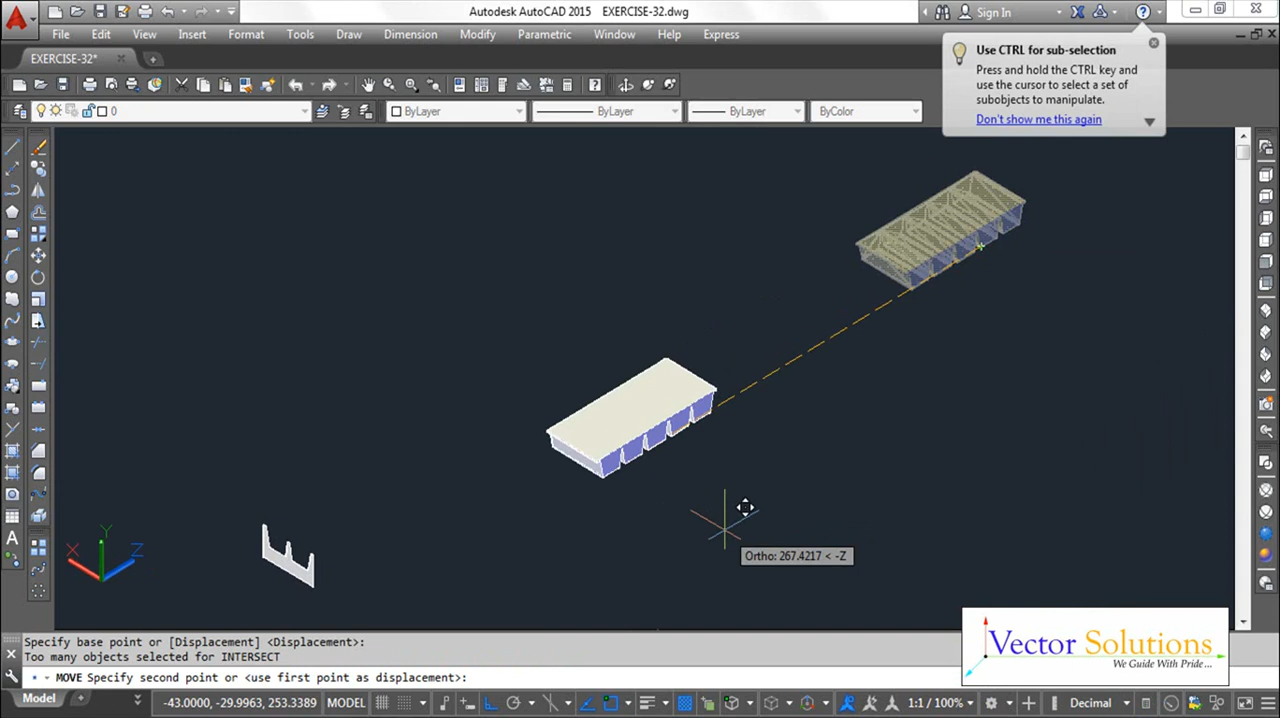 Autodesk AutoCAD 2015 EXERCISE-32.dwg
Sign In
File Edit View Insert Format Tools Draw Dimension Modify Parametric Window Help Express
EXERCISE-32*
Use CTRL for sub-selection
Press and hold the CTRL key and
use the cursor to select a set of
subobjects to manipulate.
Don't show me this again
0 ByLayer ByLayer ByLayer ByColor
Ortho: 267.4217 < -Z
X Y Z
A
Specify base point or [Displacement] <Displacement>:
Too many objects selected for INTERSECT
MOVE Specify second point or <use first point as displacement>:
Vector Solutions
We Guide With Pride...
Model -43.0000, -29.9963, 253.3389 MODEL 1:1 / 100% Decimal